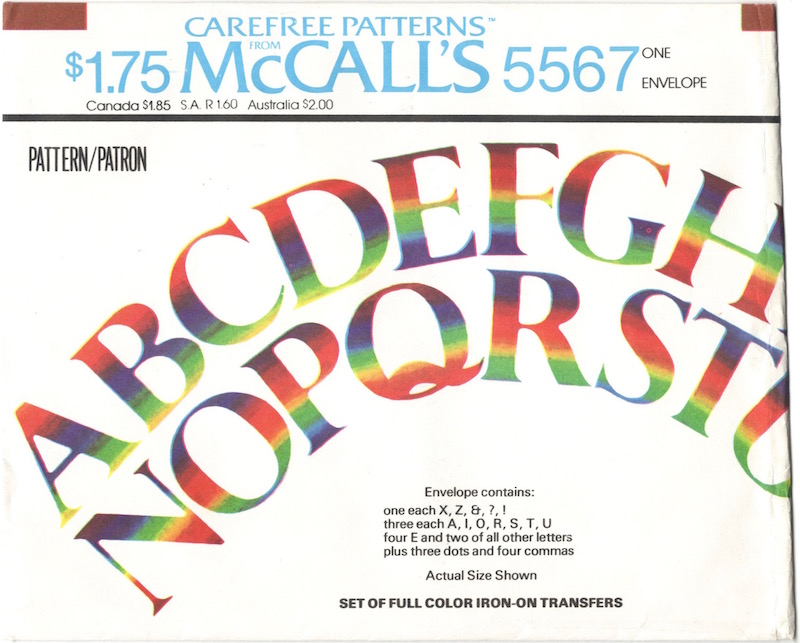 CAREFREE PATTERNS™
FROM
$1.75 McCALL'S 5567 ONE ENVELOPE
Canada $1.85 S.A. R 1.60 Australia $2.00
PATTERN/PATRON
ABCDEFGH
NOPQRSTU
Envelope contains:
one each X, Z, &, ?, !
three each A, I, O, R, S, T, U
four E and two of all other letters
plus three dots and four commas
Actual Size Shown
SET OF FULL COLOR IRON-ON TRANSFERS